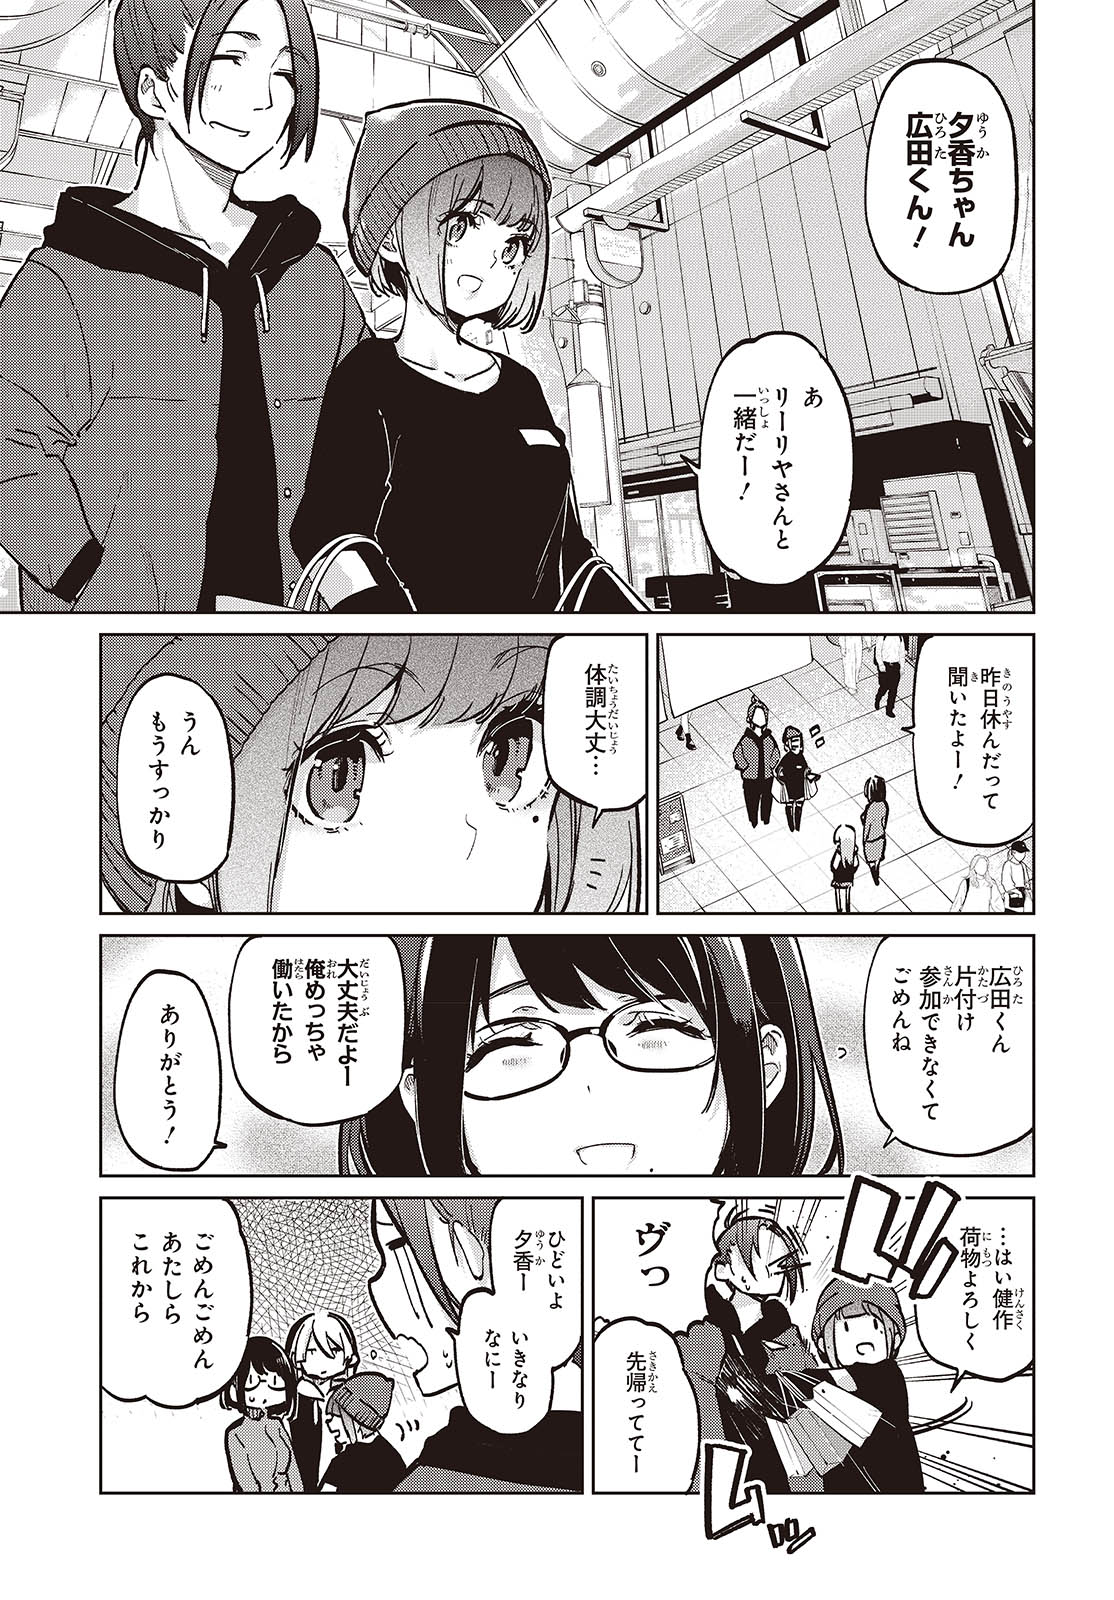 夕香ちゃん
広田くん！
あ
リーリヤさんと
一緒だー！
昨日休んだって
聞いたよー！
体調大丈…
うん
もうすっかり
広田くん
片付け
参加できなくて
ごめんね
大丈夫だよー
俺めっちゃ
働いたから
ありがとう！
…はい健作
荷物よろしく
ヴっ
先帰っててー
ひどいよ
夕香ー
いきなり
なにー
ごめんごめん
あたしら
これから